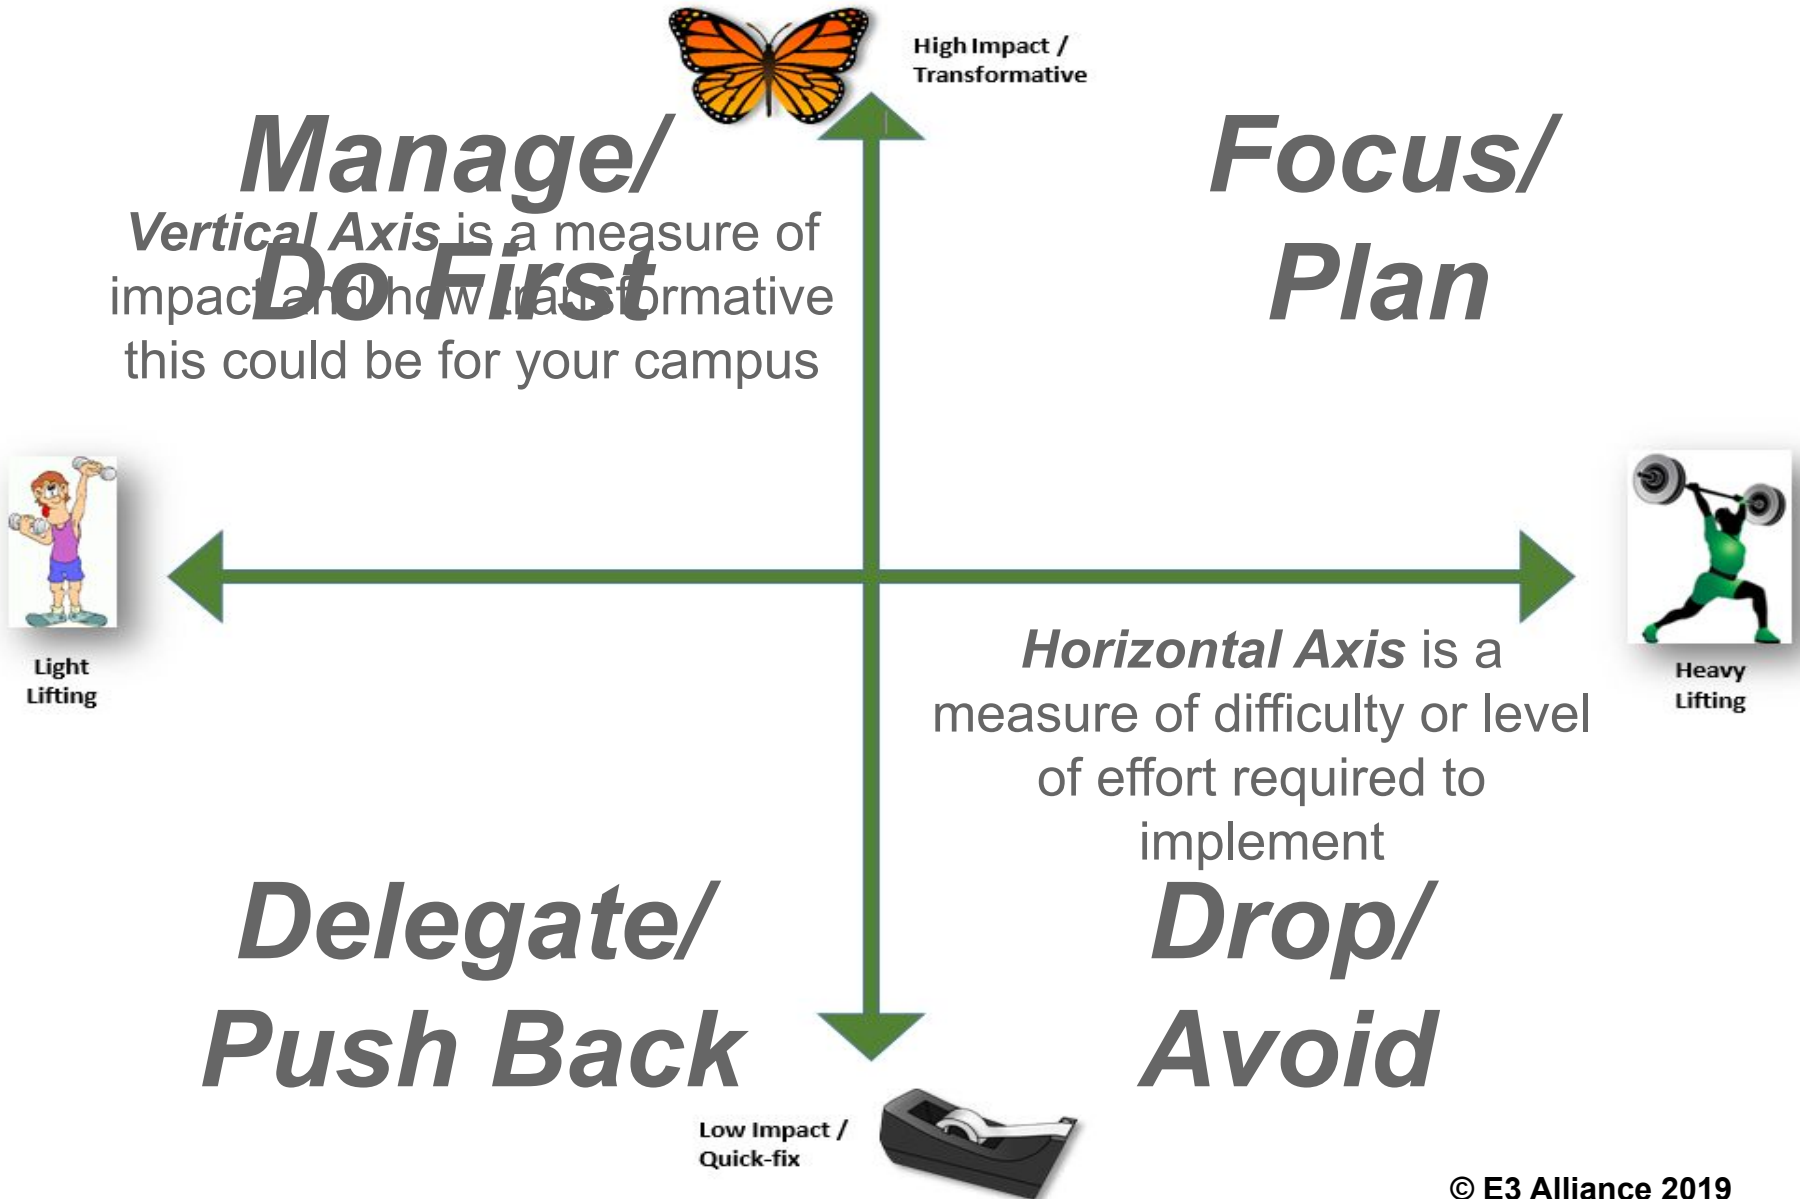 High Impact /
Transformative
Manage/
Do First
Focus/
Plan
Vertical Axis is a measure of
impact and how transformative
this could be for your campus
Light
Lifting
Heavy
Lifting
Horizontal Axis is a
measure of difficulty or level
of effort required to
implement
Delegate/
Push Back
Drop/
Avoid
Low Impact /
Quick-fix
© E3 Alliance 2019